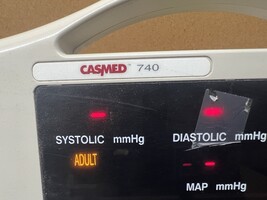 CASMED 740
SYSTOLIC mmHg DIASTOLIC mmHg
ADULT
MAP mmHg